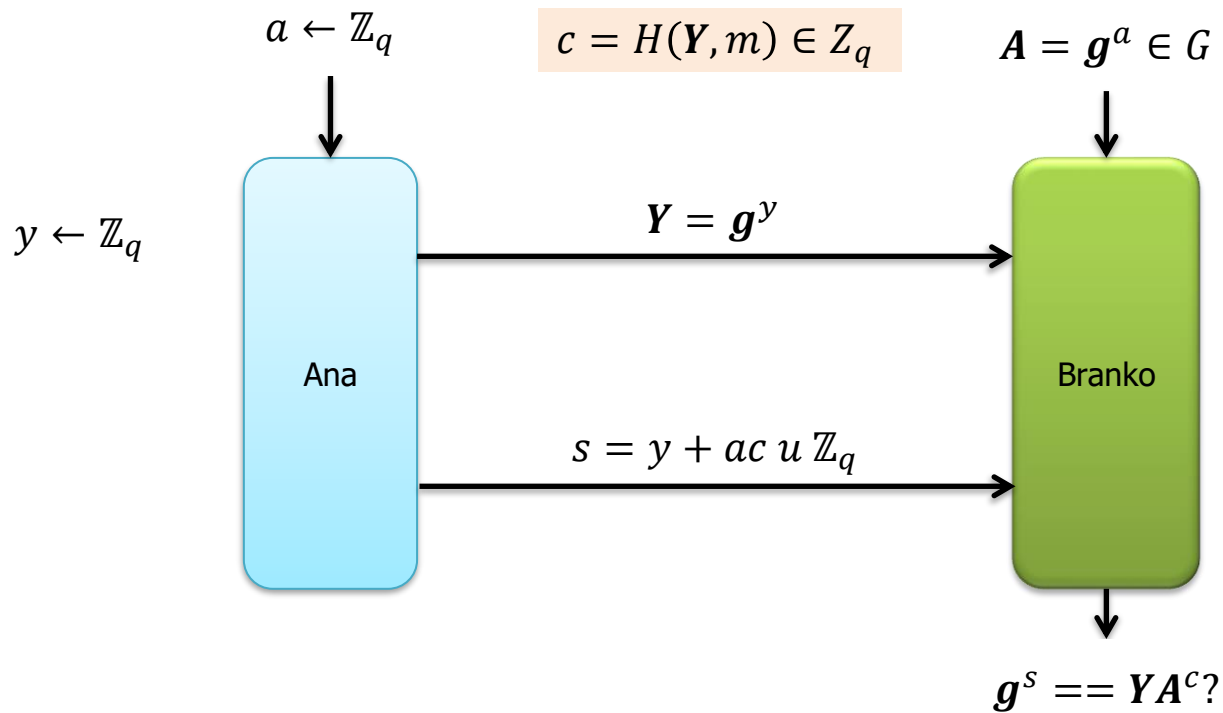 a ← ℤ_q
c = H(Y, m) ∈ Z_q
A = g^a ∈ G
y ← ℤ_q
Y = g^y
Ana
Branko
s = y + ac u ℤ_q
g^s == YA^c?